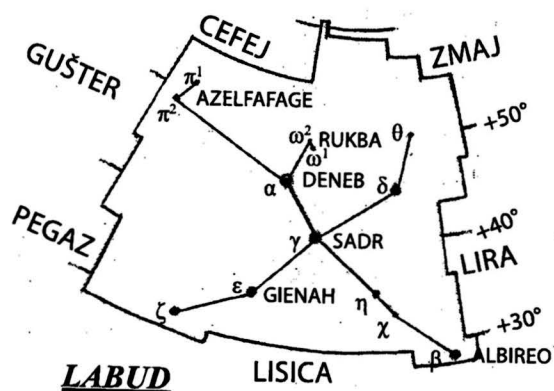 CEFEJ
ZMAJ
GUŠTER
π¹
AZELFAFAGE
π²
+50°
ω² RUKBA
θ
ω¹
α DENEB
δ
PEGAZ
γ SADR
+40°
LIRA
ε GIENAH
η
ζ
χ
+30°
β ALBIREO
LABUD
LISICA